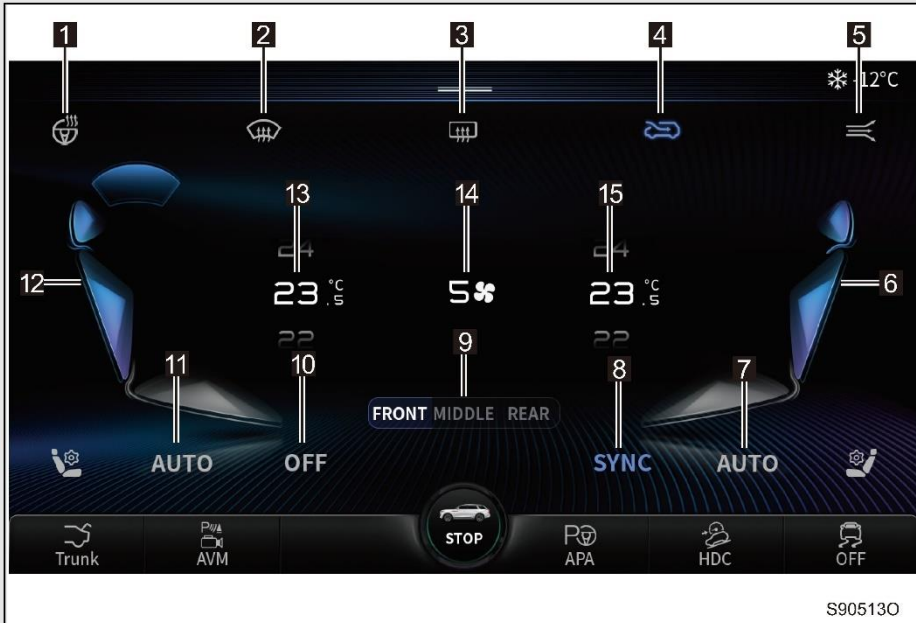 1 2 3 4 5
-12°C
13 14 15
24 24
12 23.5°C 5 23.5°C 6
22 22
11 10 9 8 7
FRONT MIDDLE REAR
AUTO OFF SYNC AUTO
STOP
Trunk AVM APA HDC OFF
S90513O